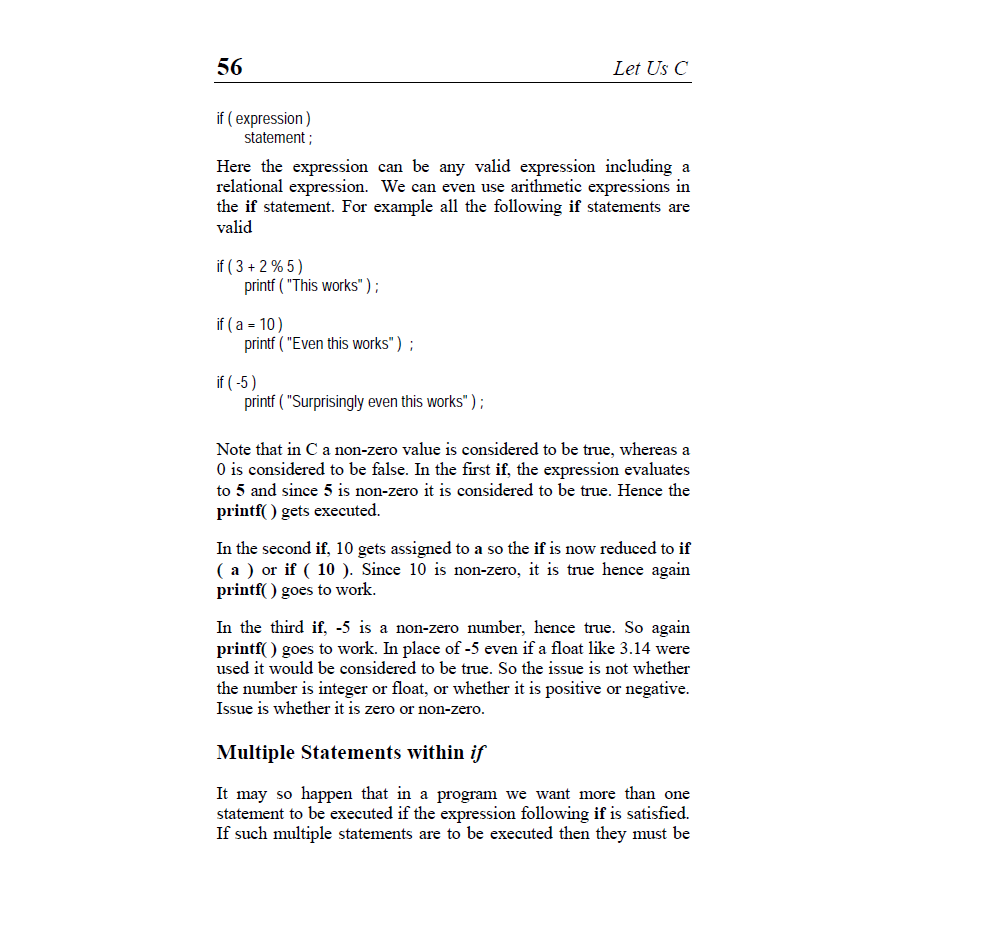 56 Let Us C
if ( expression )
statement ;
Here the expression can be any valid expression including a
relational expression. We can even use arithmetic expressions in
the if statement. For example all the following if statements are
valid
if ( 3 + 2 % 5 )
printf ( "This works" ) ;
if ( a = 10 )
printf ( "Even this works" ) ;
if ( -5 )
printf ( "Surprisingly even this works" ) ;
Note that in C a non-zero value is considered to be true, whereas a
0 is considered to be false. In the first if, the expression evaluates
to 5 and since 5 is non-zero it is considered to be true. Hence the
printf( ) gets executed.
In the second if, 10 gets assigned to a so the if is now reduced to if
( a ) or if ( 10 ). Since 10 is non-zero, it is true hence again
printf( ) goes to work.
In the third if, -5 is a non-zero number, hence true. So again
printf( ) goes to work. In place of -5 even if a float like 3.14 were
used it would be considered to be true. So the issue is not whether
the number is integer or float, or whether it is positive or negative.
Issue is whether it is zero or non-zero.
Multiple Statements within if
It may so happen that in a program we want more than one
statement to be executed if the expression following if is satisfied.
If such multiple statements are to be executed then they must be